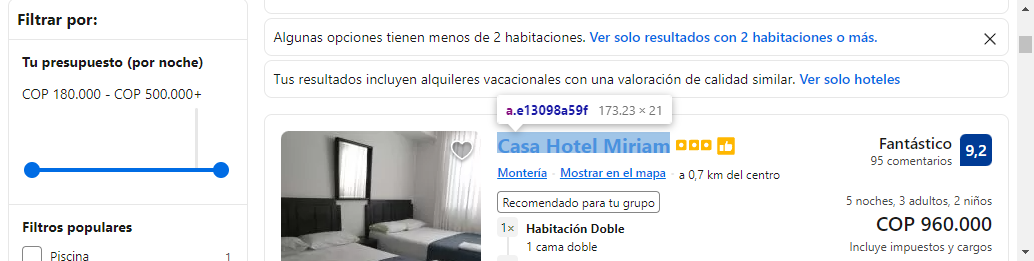 Filtrar por:
Tu presupuesto (por noche)
COP 180.000 - COP 500.000+
Filtros populares
Piscina 1
Algunas opciones tienen menos de 2 habitaciones. Ver solo resultados con 2 habitaciones o más.
Tus resultados incluyen alquileres vacacionales con una valoración de calidad similar. Ver solo hoteles
a.e13098a59f 173.23 × 21
Casa Hotel Miriam
Montería · Mostrar en el mapa · a 0,7 km del centro
Recomendado para tu grupo
1×
Habitación Doble
1 cama doble
Fantástico
95 comentarios
9,2
5 noches, 3 adultos, 2 niños
COP 960.000
Incluye impuestos y cargos